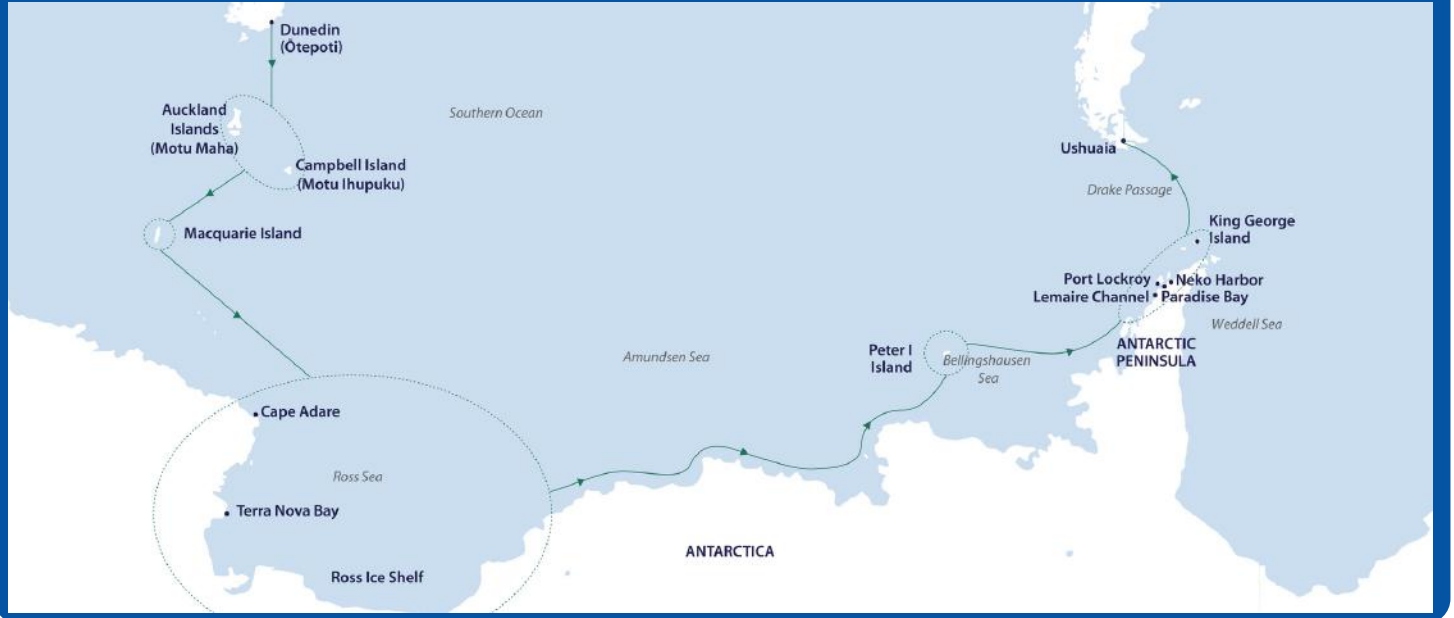 Dunedin
(Ōtepoti)
Auckland
Islands
(Motu Maha)
Southern Ocean
Campbell Island
(Motu Ihupuku)
Macquarie Island
Ushuaia
Drake Passage
King George
Island
Port Lockroy
Neko Harbor
Lemaire Channel
Paradise Bay
Weddell Sea
ANTARCTIC
PENINSULA
Peter I
Island
Bellingshausen
Sea
Amundsen Sea
Cape Adare
Ross Sea
Terra Nova Bay
ANTARCTICA
Ross Ice Shelf